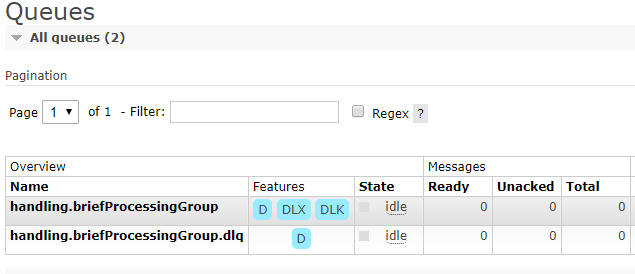 Queues
All queues (2)
Pagination
Page 1 of 1 - Filter: Regex ?
Overview Messages
Name Features State Ready Unacked Total
handling.briefProcessingGroup D DLX DLK idle 0 0 0
handling.briefProcessingGroup.dlq D idle 0 0 0